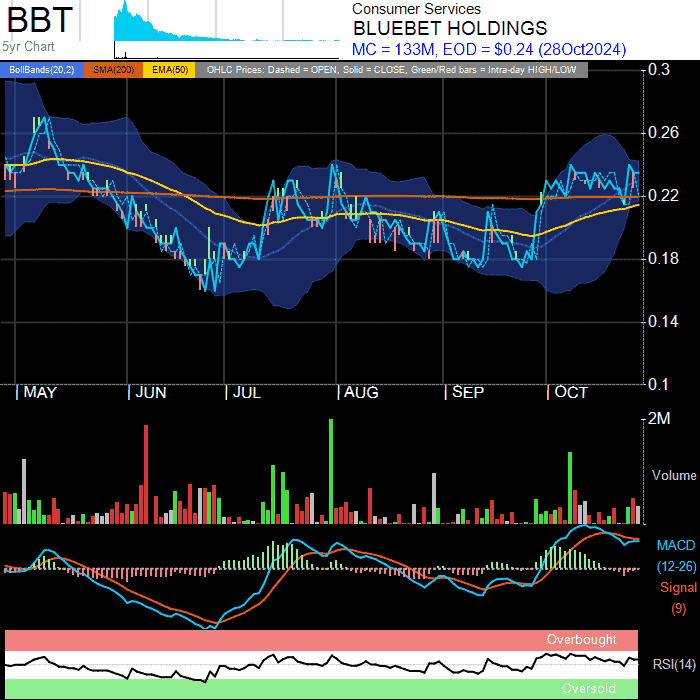 BBT
5yr Chart
Consumer Services
BLUEBET HOLDINGS
MC = 133M, EOD = $0.24 (28Oct2024)
BollBands(20,2) SMA(200) EMA(50) OHLC Prices: Dashed = OPEN, Solid = CLOSE, Green/Red bars = Intra-day HIGH/LOW
0.3
0.26
0.22
0.18
0.14
0.1
MAY JUN JUL AUG SEP OCT
2M
Volume
MACD
(12-26)
Signal
(9)
Overbought
RSI(14)
Oversold